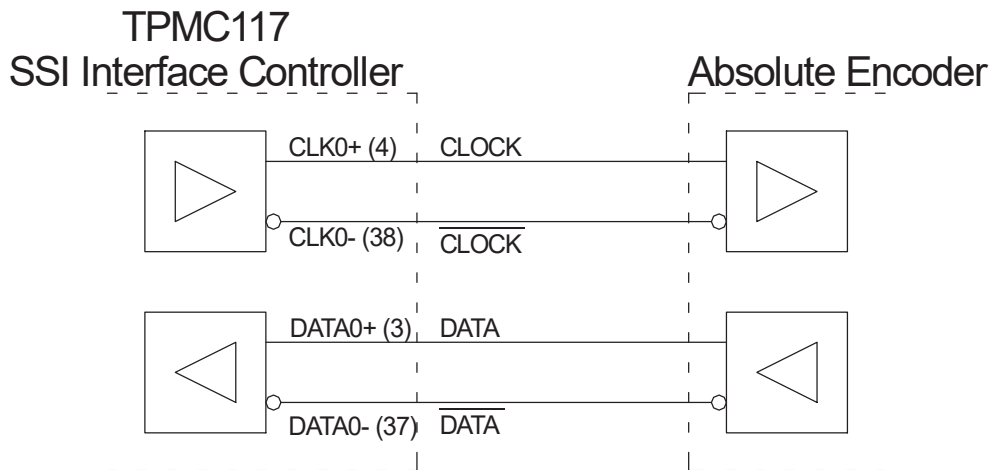 TPMC117
SSI Interface Controller
Absolute Encoder
CLK0+ (4) CLOCK
CLK0- (38) CLOCK
DATA0+ (3) DATA
DATA0- (37) DATA